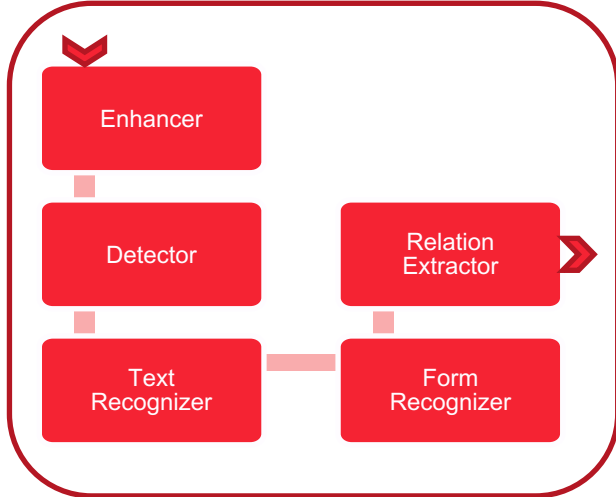 Enhancer
Detector
Text
Recognizer
Form
Recognizer
Relation
Extractor